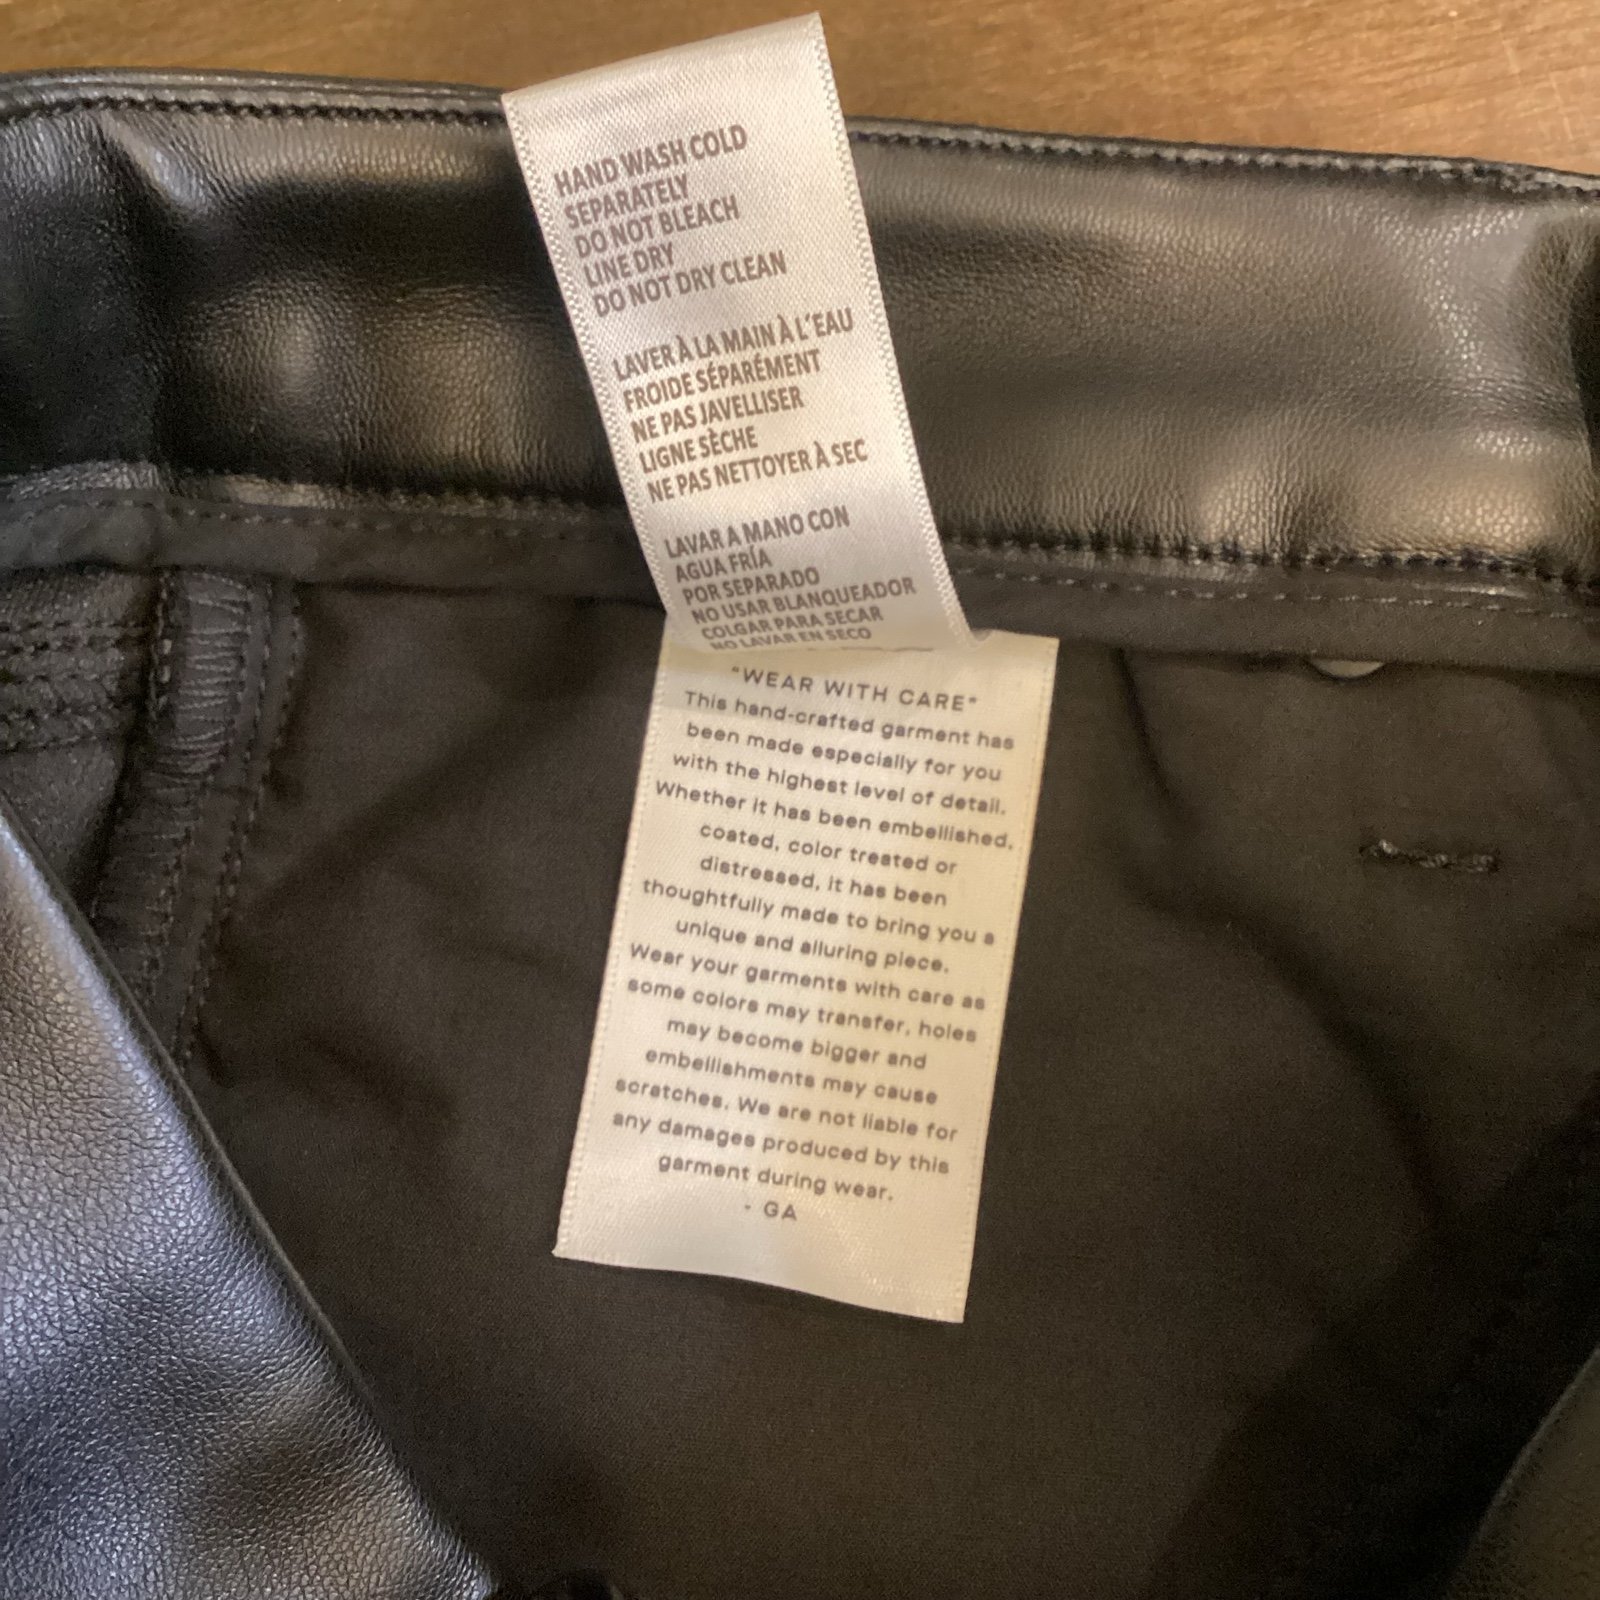 HAND WASH COLD
SEPARATELY
DO NOT BLEACH
LINE DRY
DO NOT DRY CLEAN
LAVER À LA MAIN À L'EAU
FROIDE SÉPARÉMENT
NE PAS JAVELLISER
LIGNE SÈCHE
NE PAS NETTOYER À SEC
LAVAR A MANO CON
AGUA FRÍA
POR SEPARADO
NO USAR BLANQUEADOR
COLGAR PARA SECAR
NO LAVAR EN SECO
"WEAR WITH CARE"
This hand-crafted garment has
been made especially for you
with the highest level of detail.
Whether it has been embellished,
coated, color treated or
distressed, it has been
thoughtfully made to bring you a
unique and alluring piece.
Wear your garments with care as
some colors may transfer, holes
may become bigger and
embellishments may cause
scratches. We are not liable for
any damages produced by this
garment during wear.
- GA